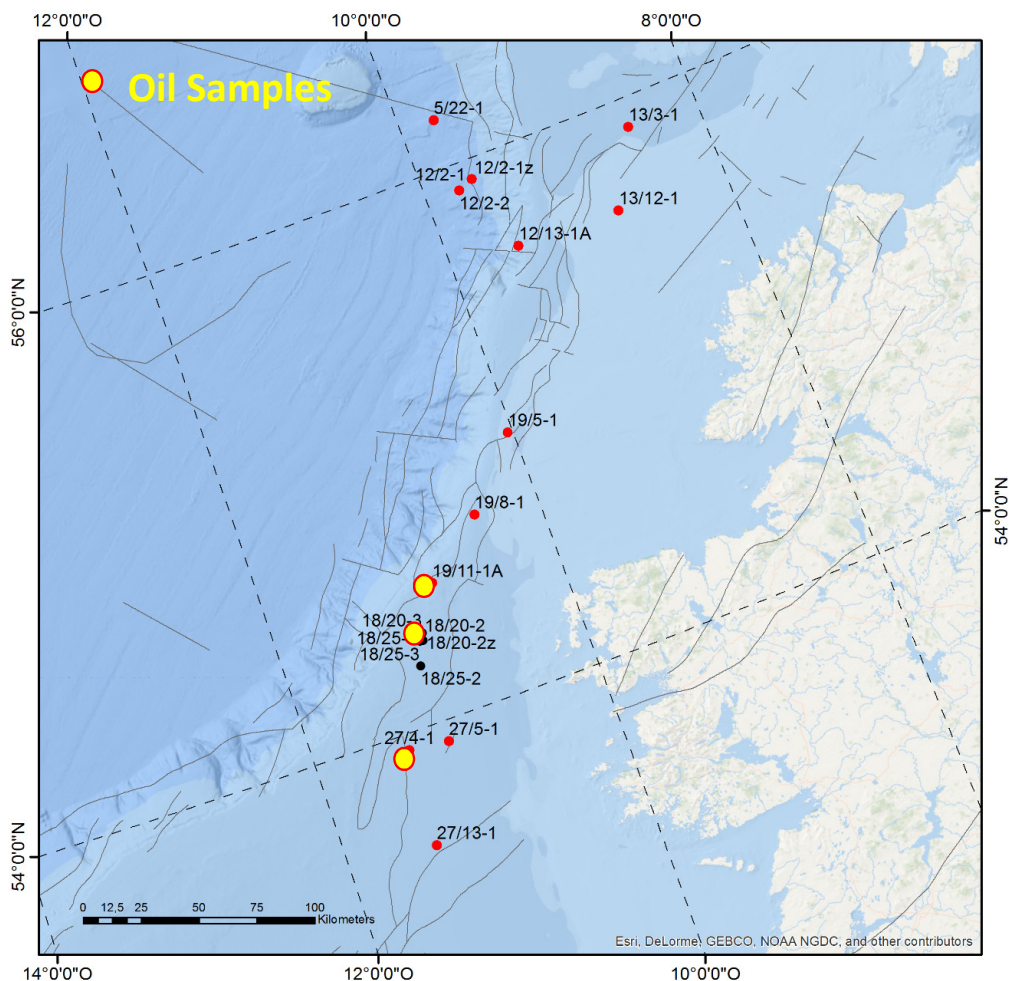 12°0'0"O 10°0'0"O 8°0'0"O
Oil Samples
5/22-1
13/3-1
12/2-1 12/2-1z
12/2-2
13/12-1
12/13-1A
56°0'0"N
19/5-1
19/8-1
54°0'0"N
19/11-1A
18/20-3 18/20-2
18/25- 18/20-2z
18/25-3
18/25-2
27/4-1 27/5-1
27/13-1
54°0'0"N
0 12,5 25 50 75 100
Kilometers
Esri, DeLorme, GEBCO, NOAA NGDC, and other contributors
14°0'0"O 12°0'0"O 10°0'0"O